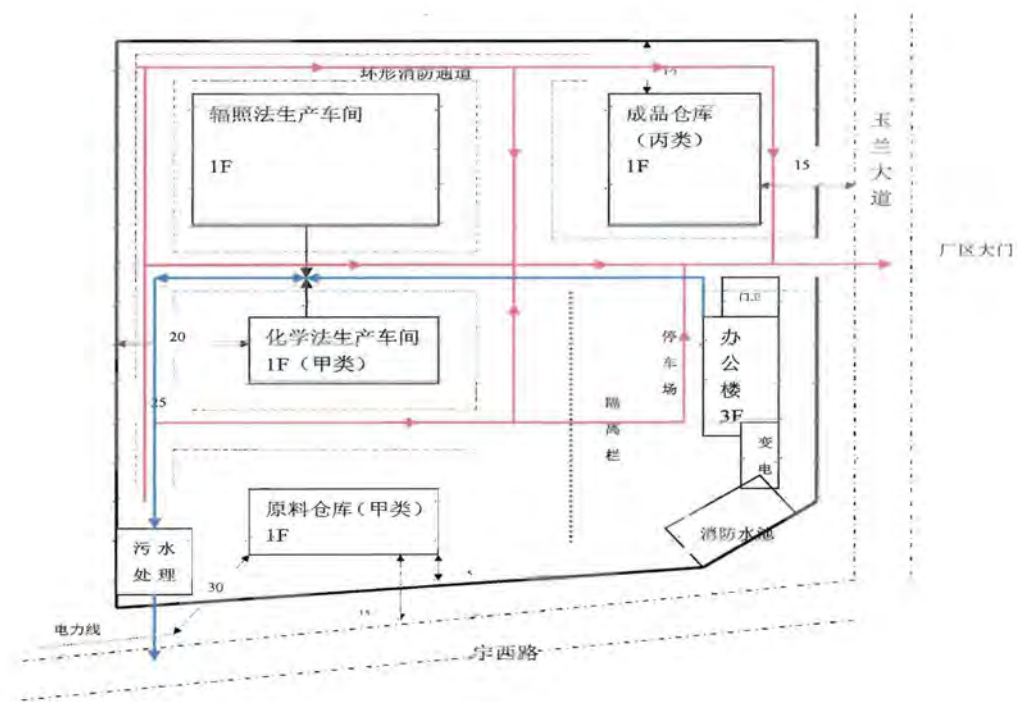 环形消防通道
辐照法生产车间
1F
成品仓库
（丙类）
1F
15
玉兰大道
厂区大门
门卫
20
化学法生产车间
1F（甲类）
停车场
办公楼
3F
25
隔离栏
变电
原料仓库（甲类）
1F
消防水池
污水
处理
30
15
电力线
宇西路